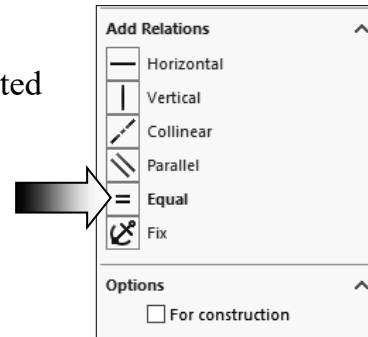 Add Relations
Horizontal
ted
Vertical
Collinear
Parallel
Equal
Fix
Options
For construction